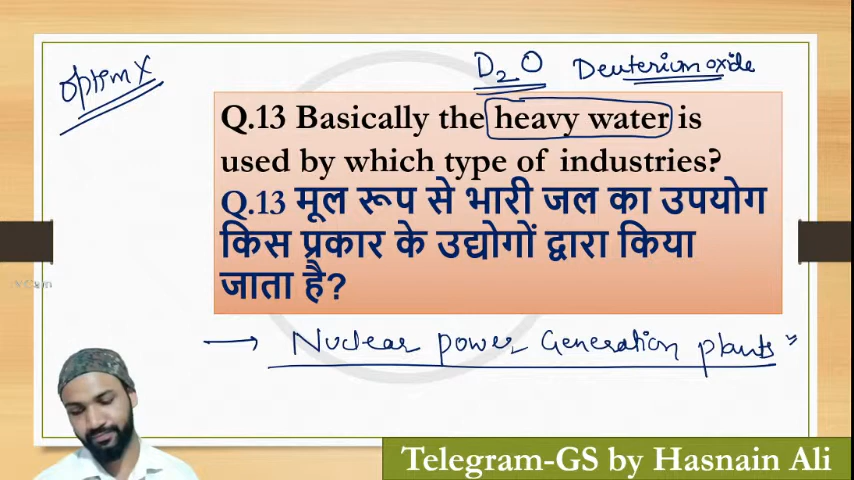 D₂O Deuterium oxide
Optim X
Q.13 Basically the heavy water is
used by which type of industries?
Q.13 मूल रूप से भारी जल का उपयोग
किस प्रकार के उद्योगों द्वारा किया
जाता है?
→ Nuclear power Generation plants
Telegram-GS by Hasnain Ali